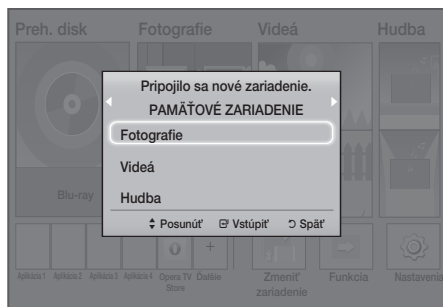 Preh. disk
Fotografie
Videá
Hudba
Pripojilo sa nové zariadenie.
PAMÄŤOVÉ ZARIADENIE
Fotografie
Videá
Hudba
Posunúť Vstúpiť Späť
Blu-ray
Aplikácia 1
Aplikácia 2
Aplikácia 3
Aplikácia 4
Opera TV
Store
Ďalšie
Zmeniť
zariadenie
Funkcia
Nastavenia